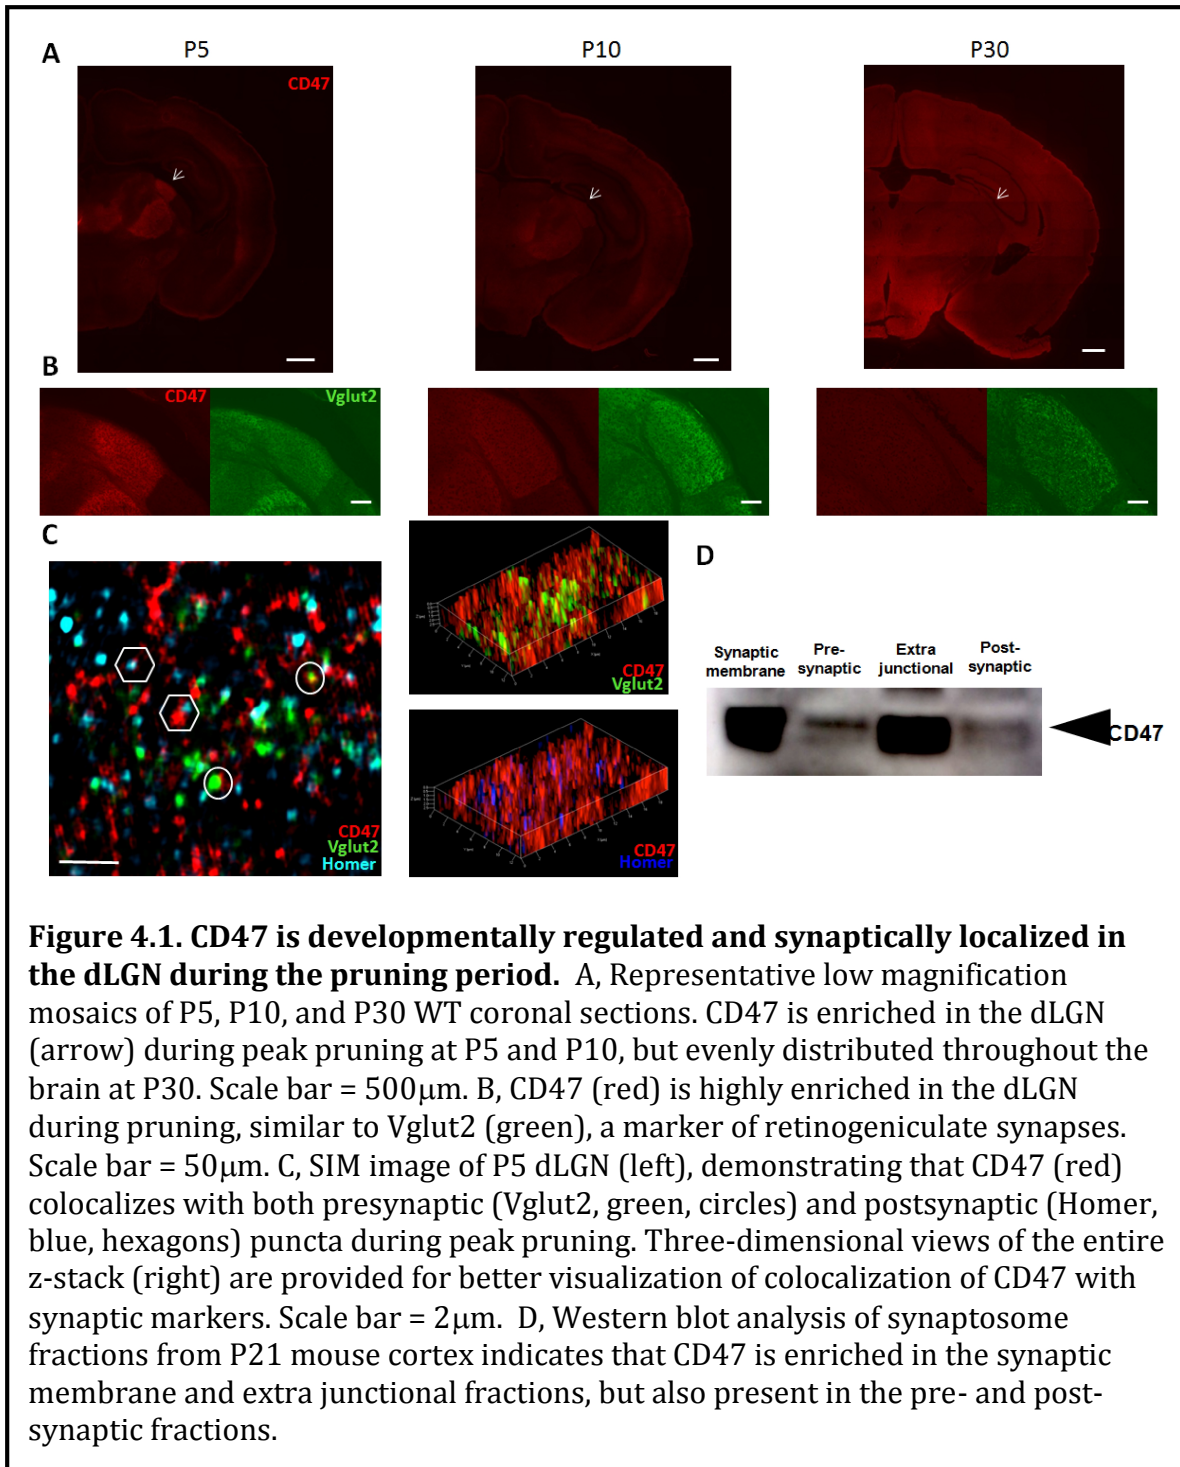 A
P5
P10
P30
CD47
B
CD47
Vglut2
C
D
CD47
Vglut2
Synaptic membrane
Pre-synaptic
Extra junctional
Post-synaptic
CD47
CD47
Vglut2
Homer
CD47
Homer
Figure 4.1. CD47 is developmentally regulated and synaptically localized in
the dLGN during the pruning period. A, Representative low magnification
mosaics of P5, P10, and P30 WT coronal sections. CD47 is enriched in the dLGN
(arrow) during peak pruning at P5 and P10, but evenly distributed throughout the
brain at P30. Scale bar = 500μm. B, CD47 (red) is highly enriched in the dLGN
during pruning, similar to Vglut2 (green), a marker of retinogeniculate synapses.
Scale bar = 50μm. C, SIM image of P5 dLGN (left), demonstrating that CD47 (red)
colocalizes with both presynaptic (Vglut2, green, circles) and postsynaptic (Homer,
blue, hexagons) puncta during peak pruning. Three-dimensional views of the entire
z-stack (right) are provided for better visualization of colocalization of CD47 with
synaptic markers. Scale bar = 2μm. D, Western blot analysis of synaptosome
fractions from P21 mouse cortex indicates that CD47 is enriched in the synaptic
membrane and extra junctional fractions, but also present in the pre- and post-
synaptic fractions.